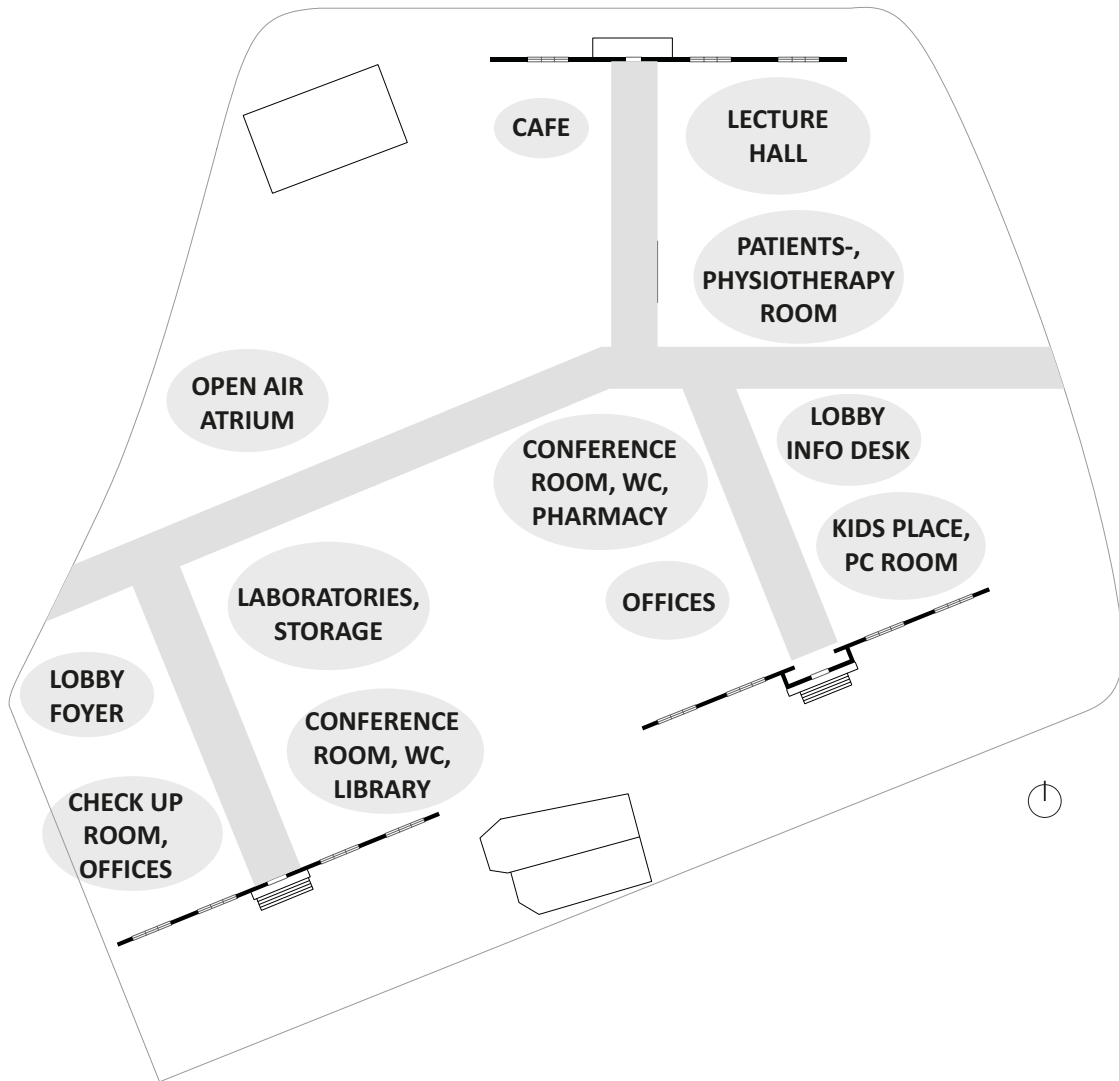 CAFE
LECTURE
HALL
PATIENTS-,
PHYSIOTHERAPY
ROOM
OPEN AIR
ATRIUM
LOBBY
INFO DESK
CONFERENCE
ROOM, WC,
PHARMACY
KIDS PLACE,
PC ROOM
OFFICES
LABORATORIES,
STORAGE
LOBBY
FOYER
CONFERENCE
ROOM, WC,
LIBRARY
CHECK UP
ROOM,
OFFICES